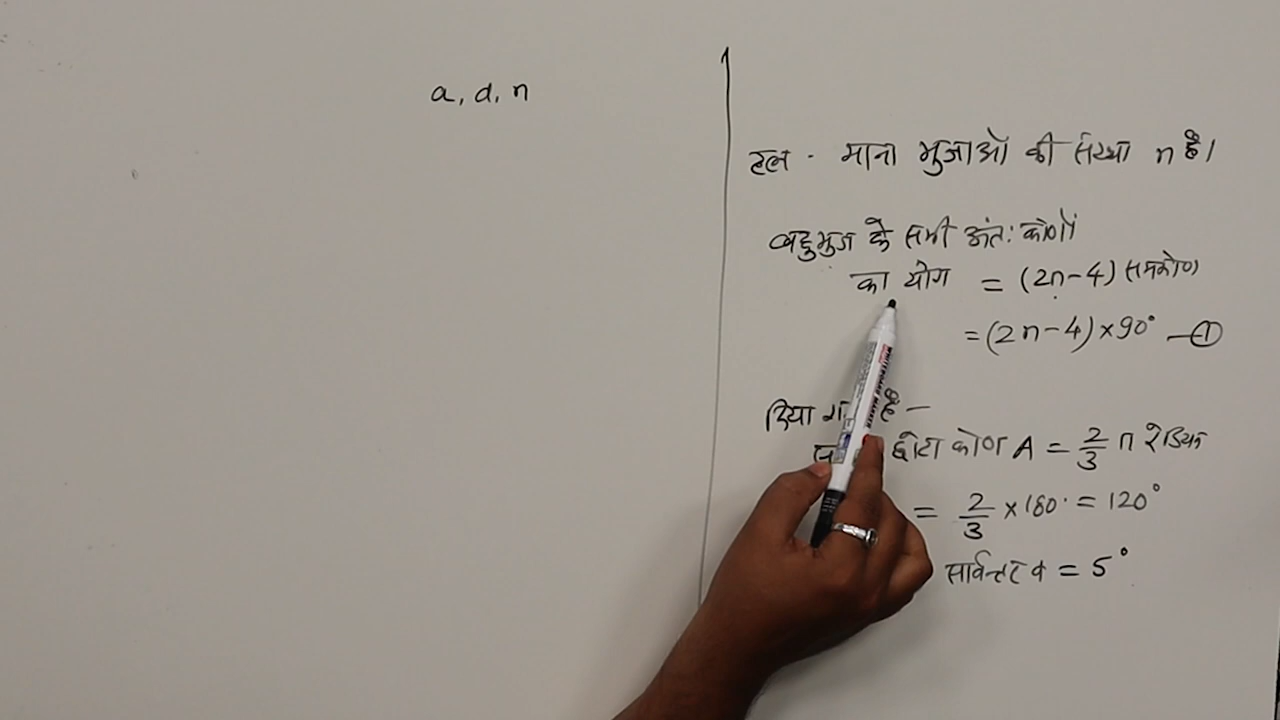 a, d, n
हल - माना भुजाओं की संख्या n है।
बहुभुज के सभी अंतः कोणों
का योग = (2n-4) समकोण
= (2n-4)×90° —①
दिया है —
छोटा कोण A = 2/3 π रेडियन
= 2/3 ×180° = 120°
सार्वन्तर = 5°